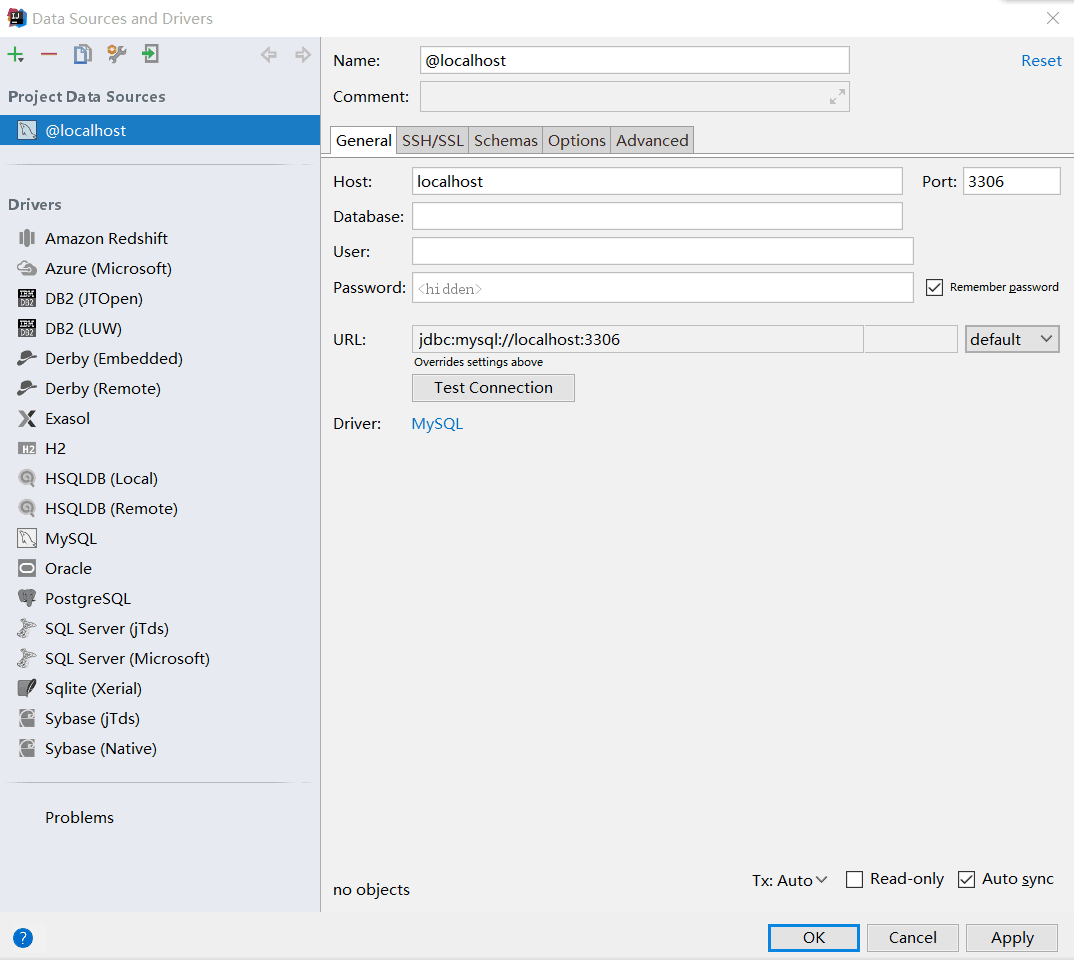 Data Sources and Drivers
Project Data Sources
@localhost
Drivers
Amazon Redshift
Azure (Microsoft)
DB2 (JTOpen)
DB2 (LUW)
Derby (Embedded)
Derby (Remote)
Exasol
H2
HSQLDB (Local)
HSQLDB (Remote)
MySQL
Oracle
PostgreSQL
SQL Server (jTds)
SQL Server (Microsoft)
Sqlite (Xerial)
Sybase (jTds)
Sybase (Native)
Problems
Name: @localhost Reset
Comment:
General SSH/SSL Schemas Options Advanced
Host: localhost Port: 3306
Database:
User:
Password: <hidden> Remember password
URL: jdbc:mysql://localhost:3306 default
Overrides settings above
Test Connection
Driver: MySQL
no objects Tx: Auto Read-only Auto sync
? OK Cancel Apply